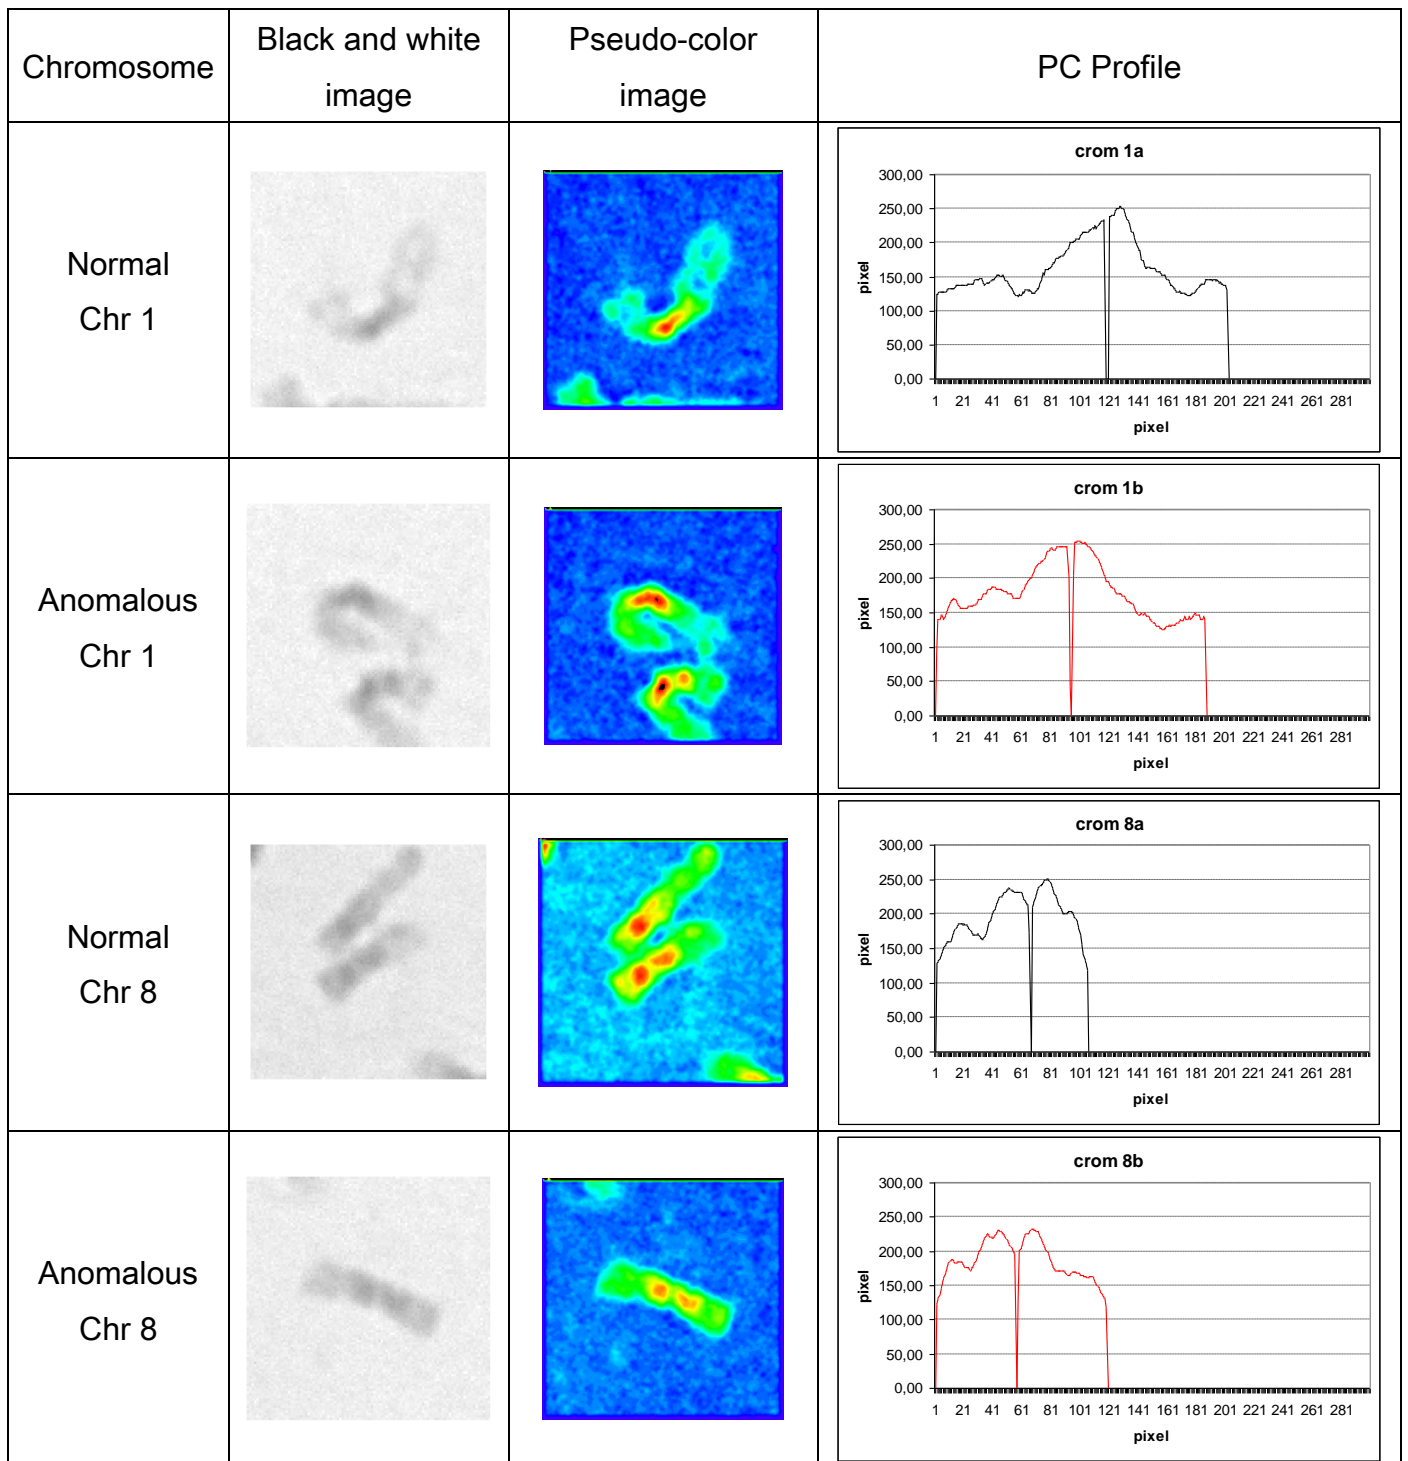 Chromosome
Black and white
image
Pseudo-color
image
PC Profile
Normal
Chr 1
crom 1a
300,00
250,00
200,00
150,00
100,00
50,00
0,00
pixel
1 21 41 61 81 101 121 141 161 181 201 221 241 261 281
pixel
Anomalous
Chr 1
crom 1b
300,00
250,00
200,00
150,00
100,00
50,00
0,00
pixel
1 21 41 61 81 101 121 141 161 181 201 221 241 261 281
pixel
Normal
Chr 8
crom 8a
300,00
250,00
200,00
150,00
100,00
50,00
0,00
pixel
1 21 41 61 81 101 121 141 161 181 201 221 241 261 281
pixel
Anomalous
Chr 8
crom 8b
300,00
250,00
200,00
150,00
100,00
50,00
0,00
pixel
1 21 41 61 81 101 121 141 161 181 201 221 241 261 281
pixel